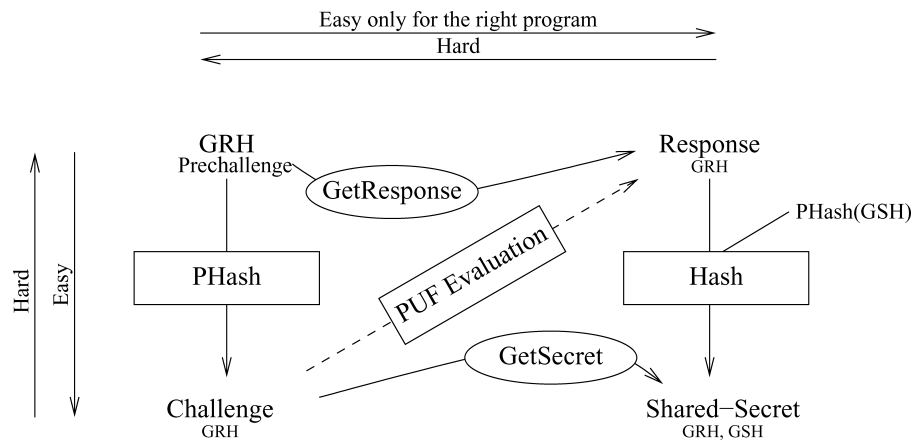 Easy only for the right program
Hard
GRH
Prechallenge
GetResponse
Response
GRH
PHash(GSH)
Hard
Easy
PHash
PUF Evaluation
Hash
GetSecret
Challenge
GRH
Shared−Secret
GRH, GSH